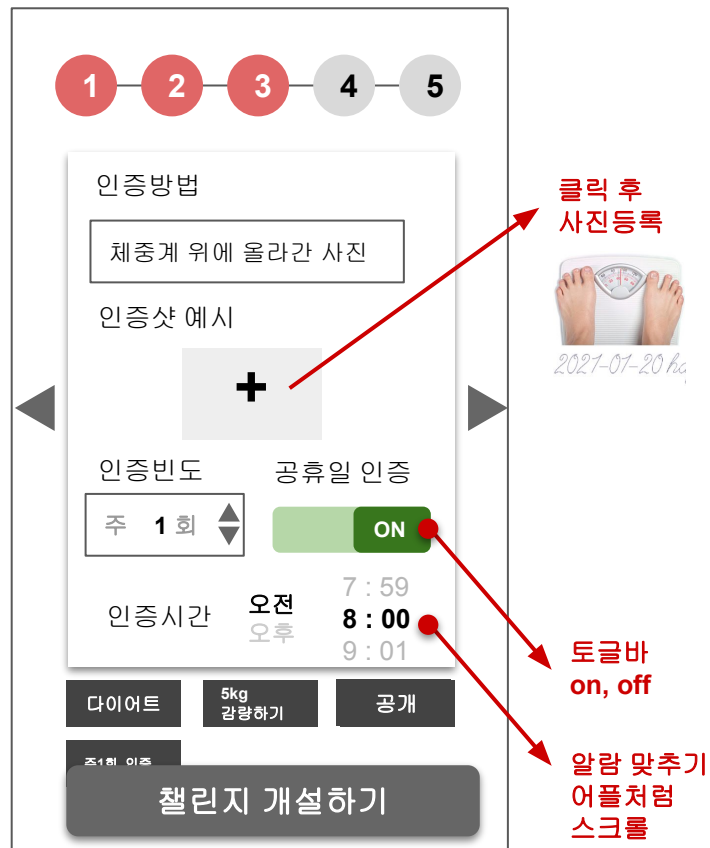 1 2 3 4 5
인증방법
체중계 위에 올라간 사진
인증샷 예시
+
인증빈도 공휴일 인증
주 1 회 ON
인증시간
오전
오후
7 : 59
8 : 00
9 : 01
다이어트
5kg
감량하기
공개
주1회 인증
챌린지 개설하기
클릭 후
사진등록
2021-01-20
토글바
on, off
알람 맞추기
어플처럼
스크롤